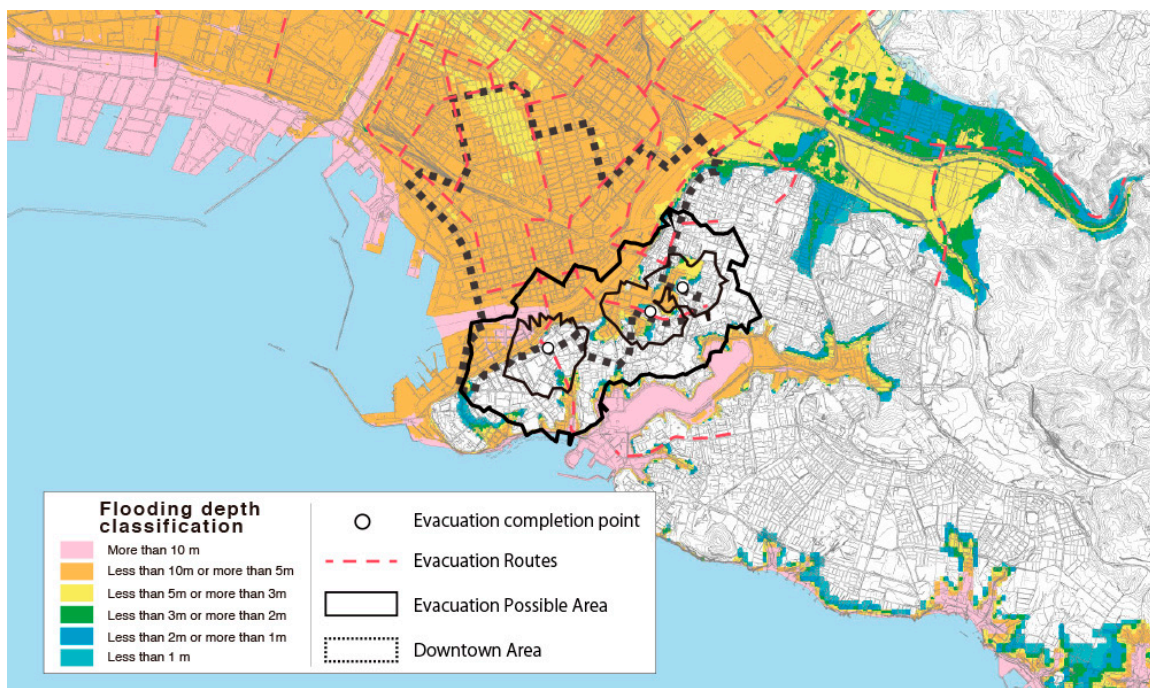 Flooding depth
classification
More than 10 m
Less than 10m or more than 5m
Less than 5m or more than 3m
Less than 3m or more than 2m
Less than 2m or more than 1m
Less than 1 m
Evacuation completion point
Evacuation Routes
Evacuation Possible Area
Downtown Area